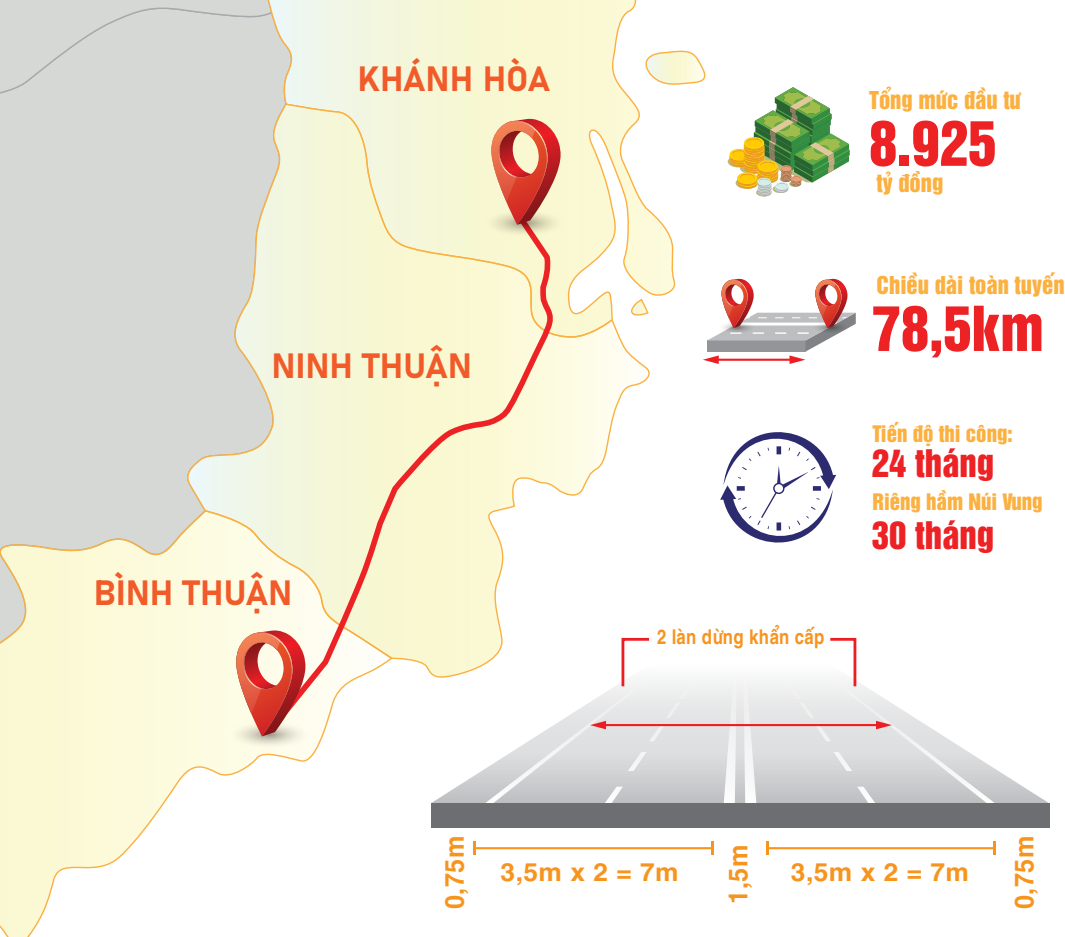 KHÁNH HÒA
NINH THUẬN
BÌNH THUẬN
Tổng mức đầu tư
8.925
tỷ đồng
Chiều dài toàn tuyến
78,5km
Tiến độ thi công:
24 tháng
Riêng hầm Núi Vung
30 tháng
2 làn dừng khẩn cấp
0,75m
3,5m x 2 = 7m
1,5m
3,5m x 2 = 7m
0,75m